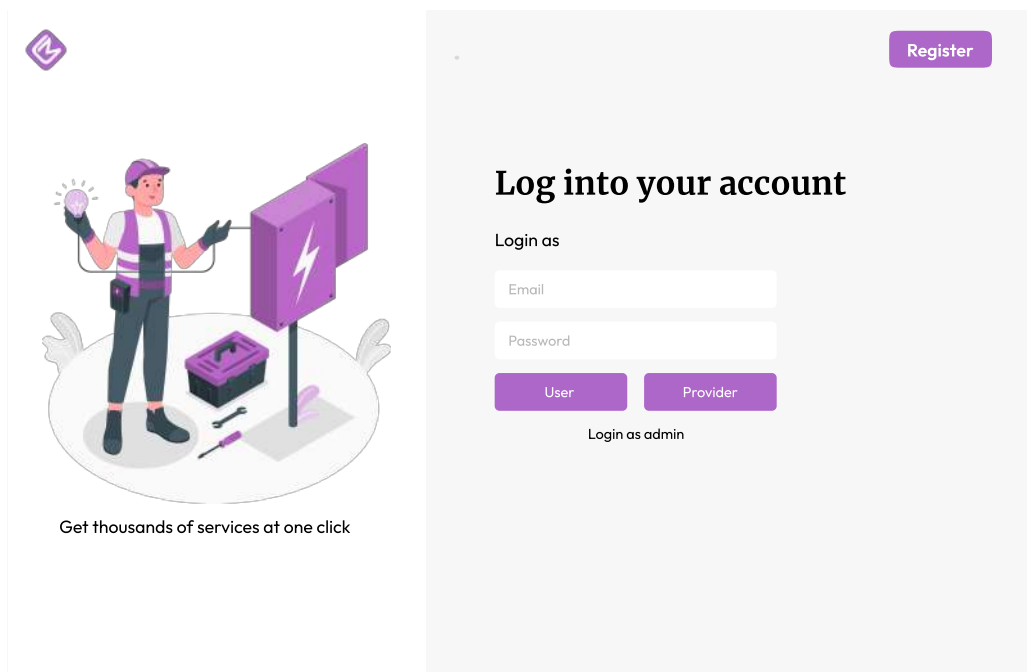 Register
Log into your account
Login as
Email
Password
User Provider
Login as admin
Get thousands of services at one click